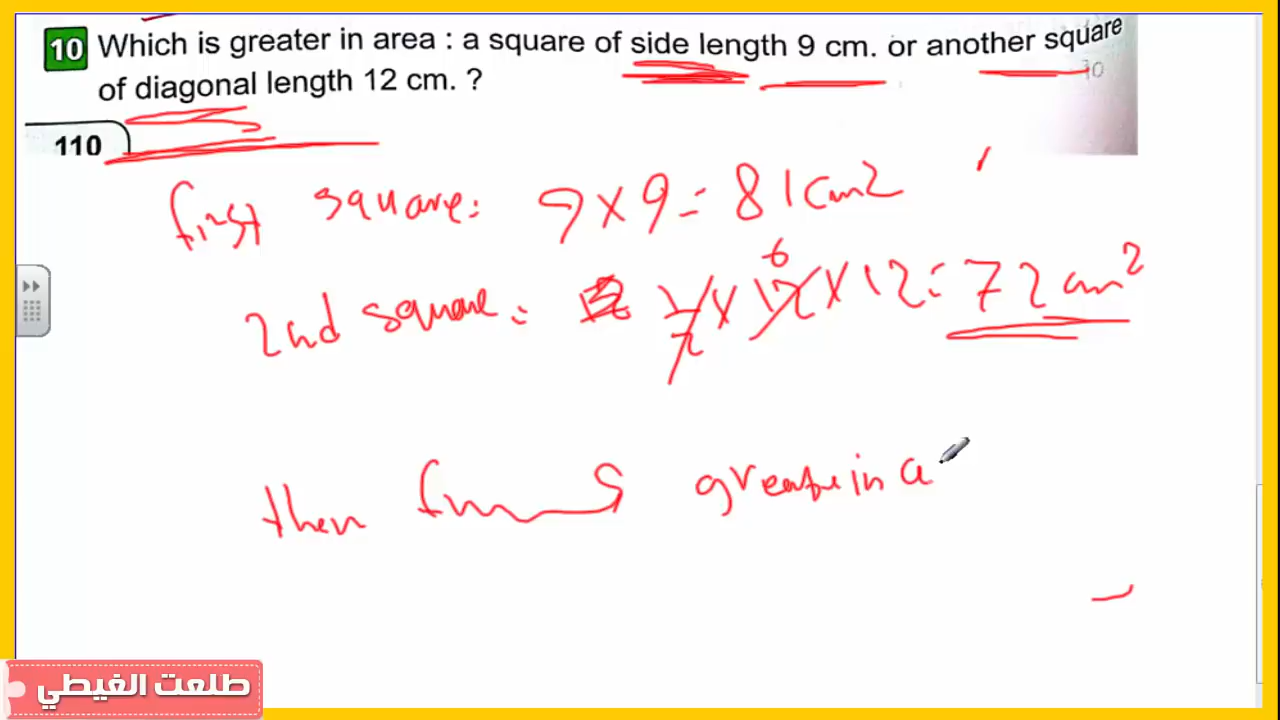 10 Which is greater in area : a square of side length 9 cm. or another square
of diagonal length 12 cm. ?
110
first square: 9 x 9 = 81 cm2
2nd square = 1/2 x 12 x 12 = 72 cm²
6
then greater in a
طلعت الغيطي